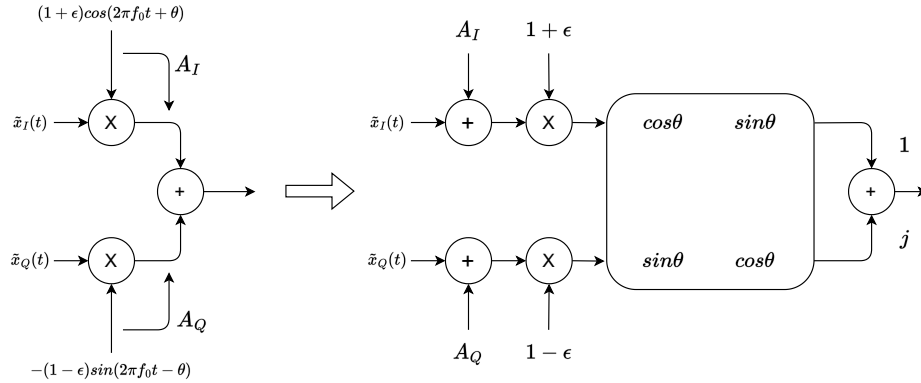 (1 + ϵ)cos(2πf₀t + θ)
A_I
x̃_I(t)
X
+
x̃_Q(t)
X
A_Q
-(1 − ϵ)sin(2πf₀t − θ)
A_I
1 + ϵ
x̃_I(t)
+
X
cosθ
sinθ
1
+
j
x̃_Q(t)
+
X
sinθ
cosθ
A_Q
1 − ϵ